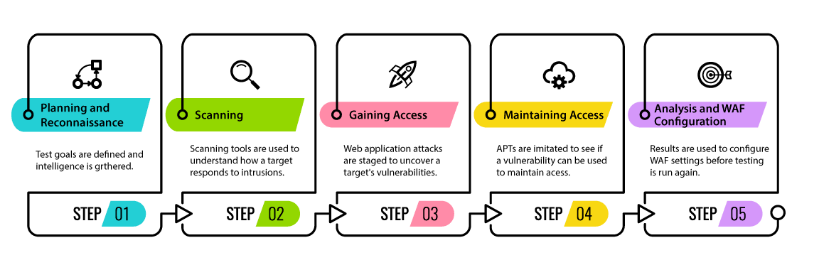 Planning and
Reconnaissance
Test goals are defined and
intelligence is grthered.
STEP 01
Scanning
Scanning tools are used to
understand how a target
responds to intrusions.
STEP 02
Gaining Access
Web application attacks
are staged to uncover a
target's vulnerabilities.
STEP 03
Maintaining Access
APTs are imitated to see if
a vulnerability can be used
to maintain acess.
STEP 04
Analysis and WAF
Configuration
Results are used to configure
WAF settings before testing
is run again.
STEP 05